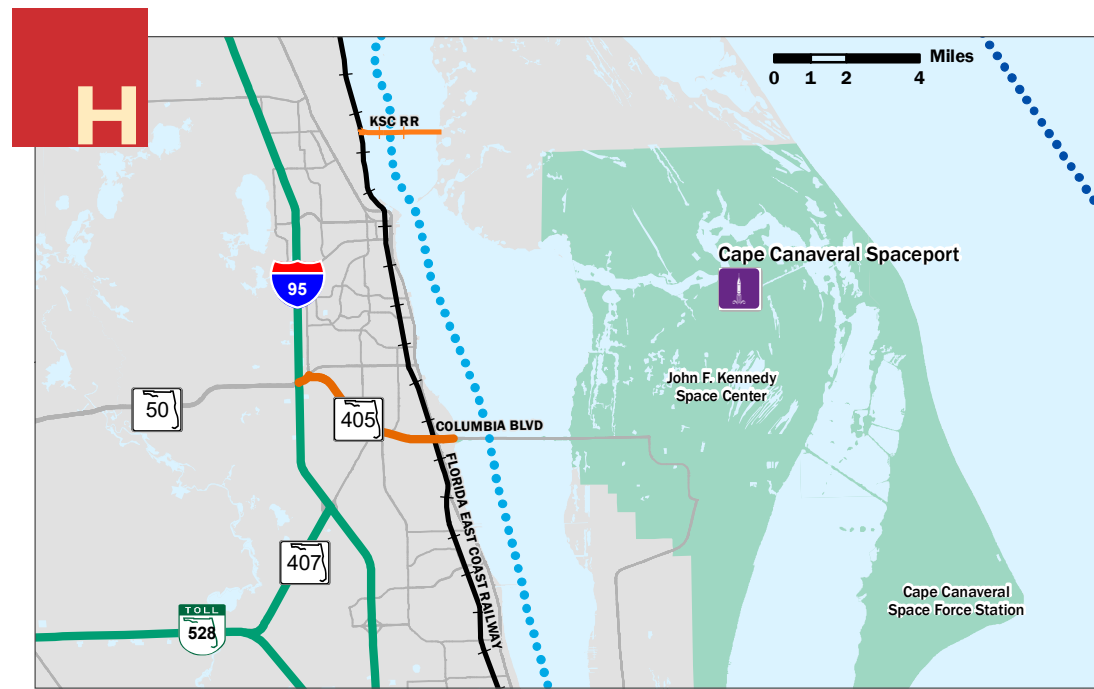 H
Miles
0 1 2 4
KSC RR
Cape Canaveral Spaceport
95
John F. Kennedy
Space Center
50
405
COLUMBIA BLVD
FLORIDA EAST COAST RAILWAY
407
Cape Canaveral
Space Force Station
TOLL
528